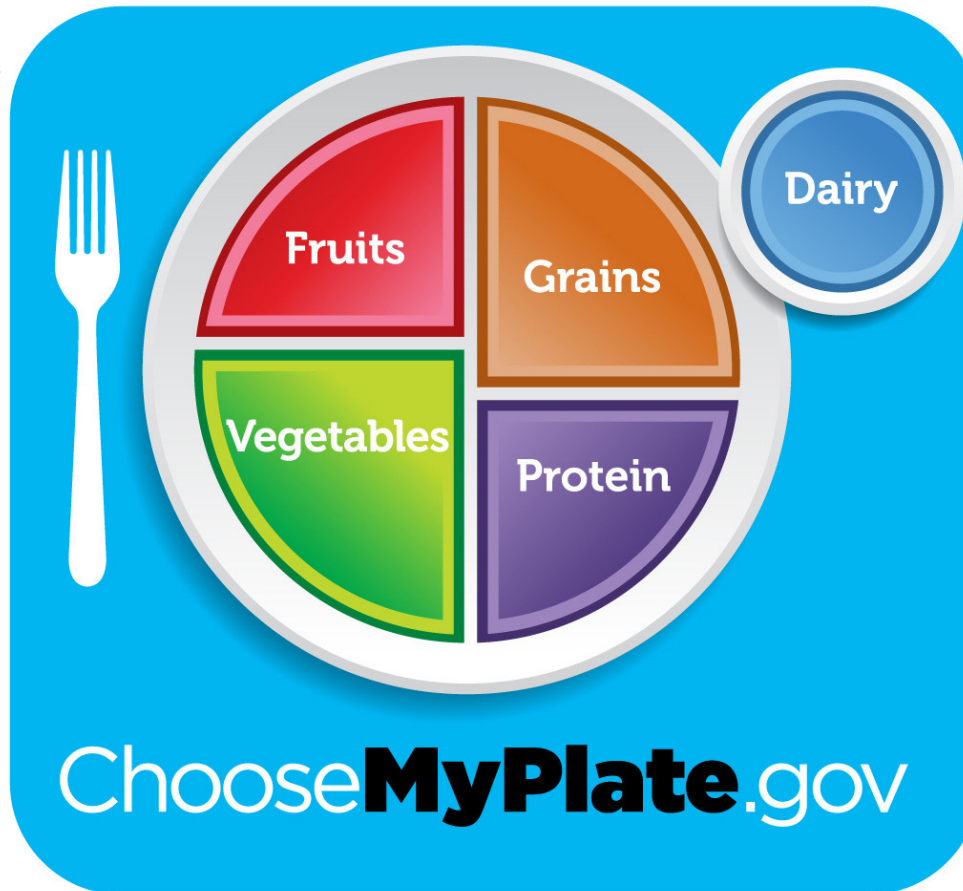 Fruits
Grains
Dairy
Vegetables
Protein
ChooseMyPlate.gov